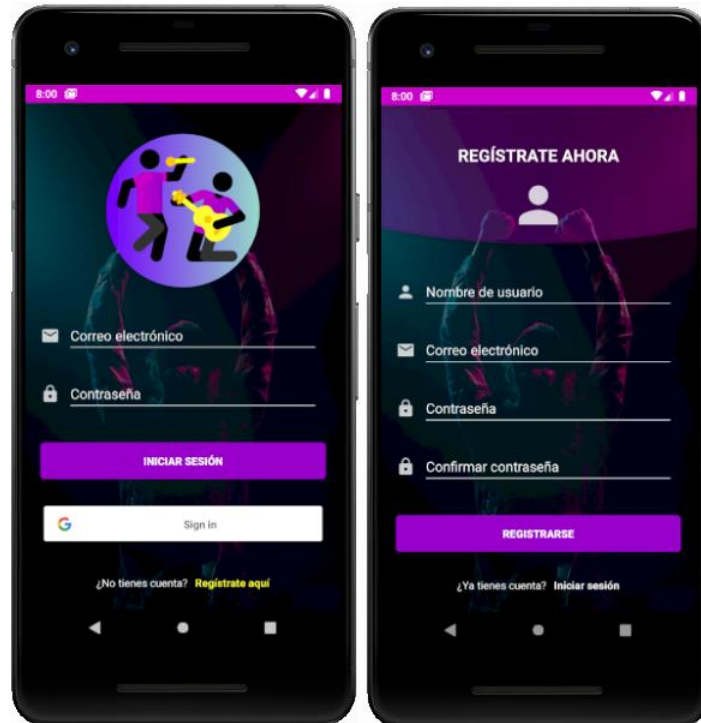 8:00
Correo electrónico
Contraseña
INICIAR SESIÓN
Sign in
¿No tienes cuenta? Regístrate aquí
8:00
REGÍSTRATE AHORA
Nombre de usuario
Correo electrónico
Contraseña
Confirmar contraseña
REGISTRARSE
¿Ya tienes cuenta? Iniciar sesión